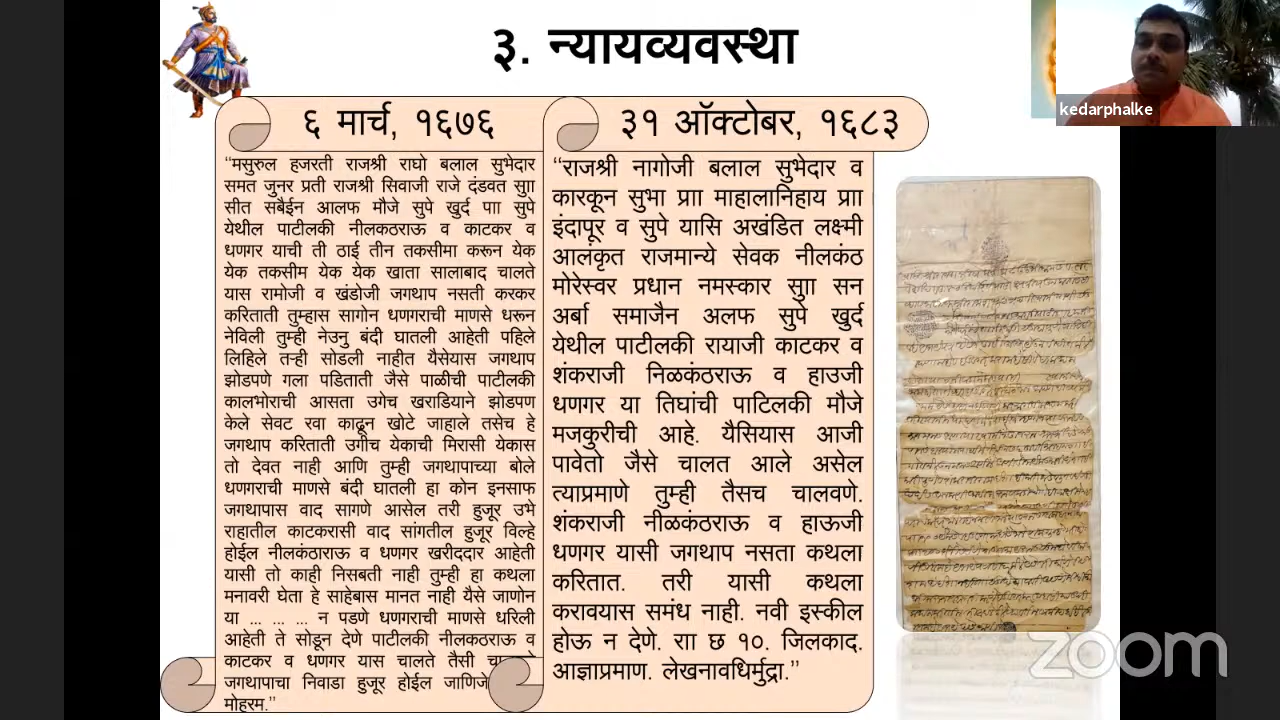 ३. न्यायव्यवस्था
६ मार्च, १६७६
“मसुरुल हजरती राजश्री राघो बलाल सुभेदार
समत जुनर प्रती राजश्री सिवाजी राजे दंडवत सुाा
सीत सबैईन आलफ मौजे सुपे खुर्द पाा सुपे
येथील पाटीलकी नीलकठराऊ व काटकर व
धणगर याची ती ठाई तीन तकसीमा करून येक
येक तकसीम येक येक खाता सालाबाद चालते
यास रामोजी व खंडोजी जगथाप नसती करकर
करिताती तुम्हास सागोन धणगराची माणसे धरून
नेविली तुम्ही नेउनु बंदी घातली आहेती पहिले
लिहिले तऱ्ही सोडली नाहीत यैसेयास जगथाप
झोडपणे गला पडिताती जैसे पाळीची पाटीलकी
कालभोराची आसता उगेच खराडियाने झोडपण
केले सेवट रवा काढून खोटे जाहाले तसेच हे
जगथाप करिताती उगीच येकाची मिरासी येकास
तो देवत नाही आणि तुम्ही जगथापाच्या बोले
धणगराची माणसे बंदी घातली हा कोन इनसाफ
जगथापास वाद सागणे आसेल तरी हुजूर उभे
राहातील काटकरासी वाद सांगतील हुजूर विल्हे
होईल नीलकंठाराऊ व धणगर खरीददार आहेती
यासी तो काही निसबती नाही तुम्ही हा कथला
मनावरी घेता हे साहेबास मानत नाही यैसे जाणोन
या ... ... ... न पडणे धणगराची माणसे धरिली
आहेती ते सोडून देणे पाटीलकी नीलकठराऊ व
काटकर व धणगर यास चालते तैसी
जगथापाचा निवाडा हुजूर होईल जाणिजे
मोहरम.”
३१ ऑक्टोबर, १६८३
“राजश्री नागोजी बलाल सुभेदार व
कारकून सुभा प्राा माहालानिहाय प्राा
इंदापूर व सुपे यासि अखंडित लक्ष्मी
आलंकृत राजमान्ये सेवक नीलकंठ
मोरेस्वर प्रधान नमस्कार सुाा सन
अर्बा समाजैन अलफ सुपे खुर्द
येथील पाटीलकी रायाजी काटकर व
शंकराजी निळकंठराऊ व हाउजी
धणगर या तिघांची पाटिलकी मौजे
मजकुरीची आहे. यैसियास आजी
पावेतो जैसे चालत आले असेल
त्याप्रमाणे तुम्ही तैसच चालवणे.
शंकराजी नीळकंठराऊ व हाऊजी
धणगर यासी जगथाप नसता कथला
करितात. तरी यासी कथला
करावयास समंध नाही. नवी इस्कील
होऊ न देणे. राा छ १०. जिलकाद.
आज्ञाप्रमाण. लेखनावधिर्मुद्रा.”
kedarphalke
zoom